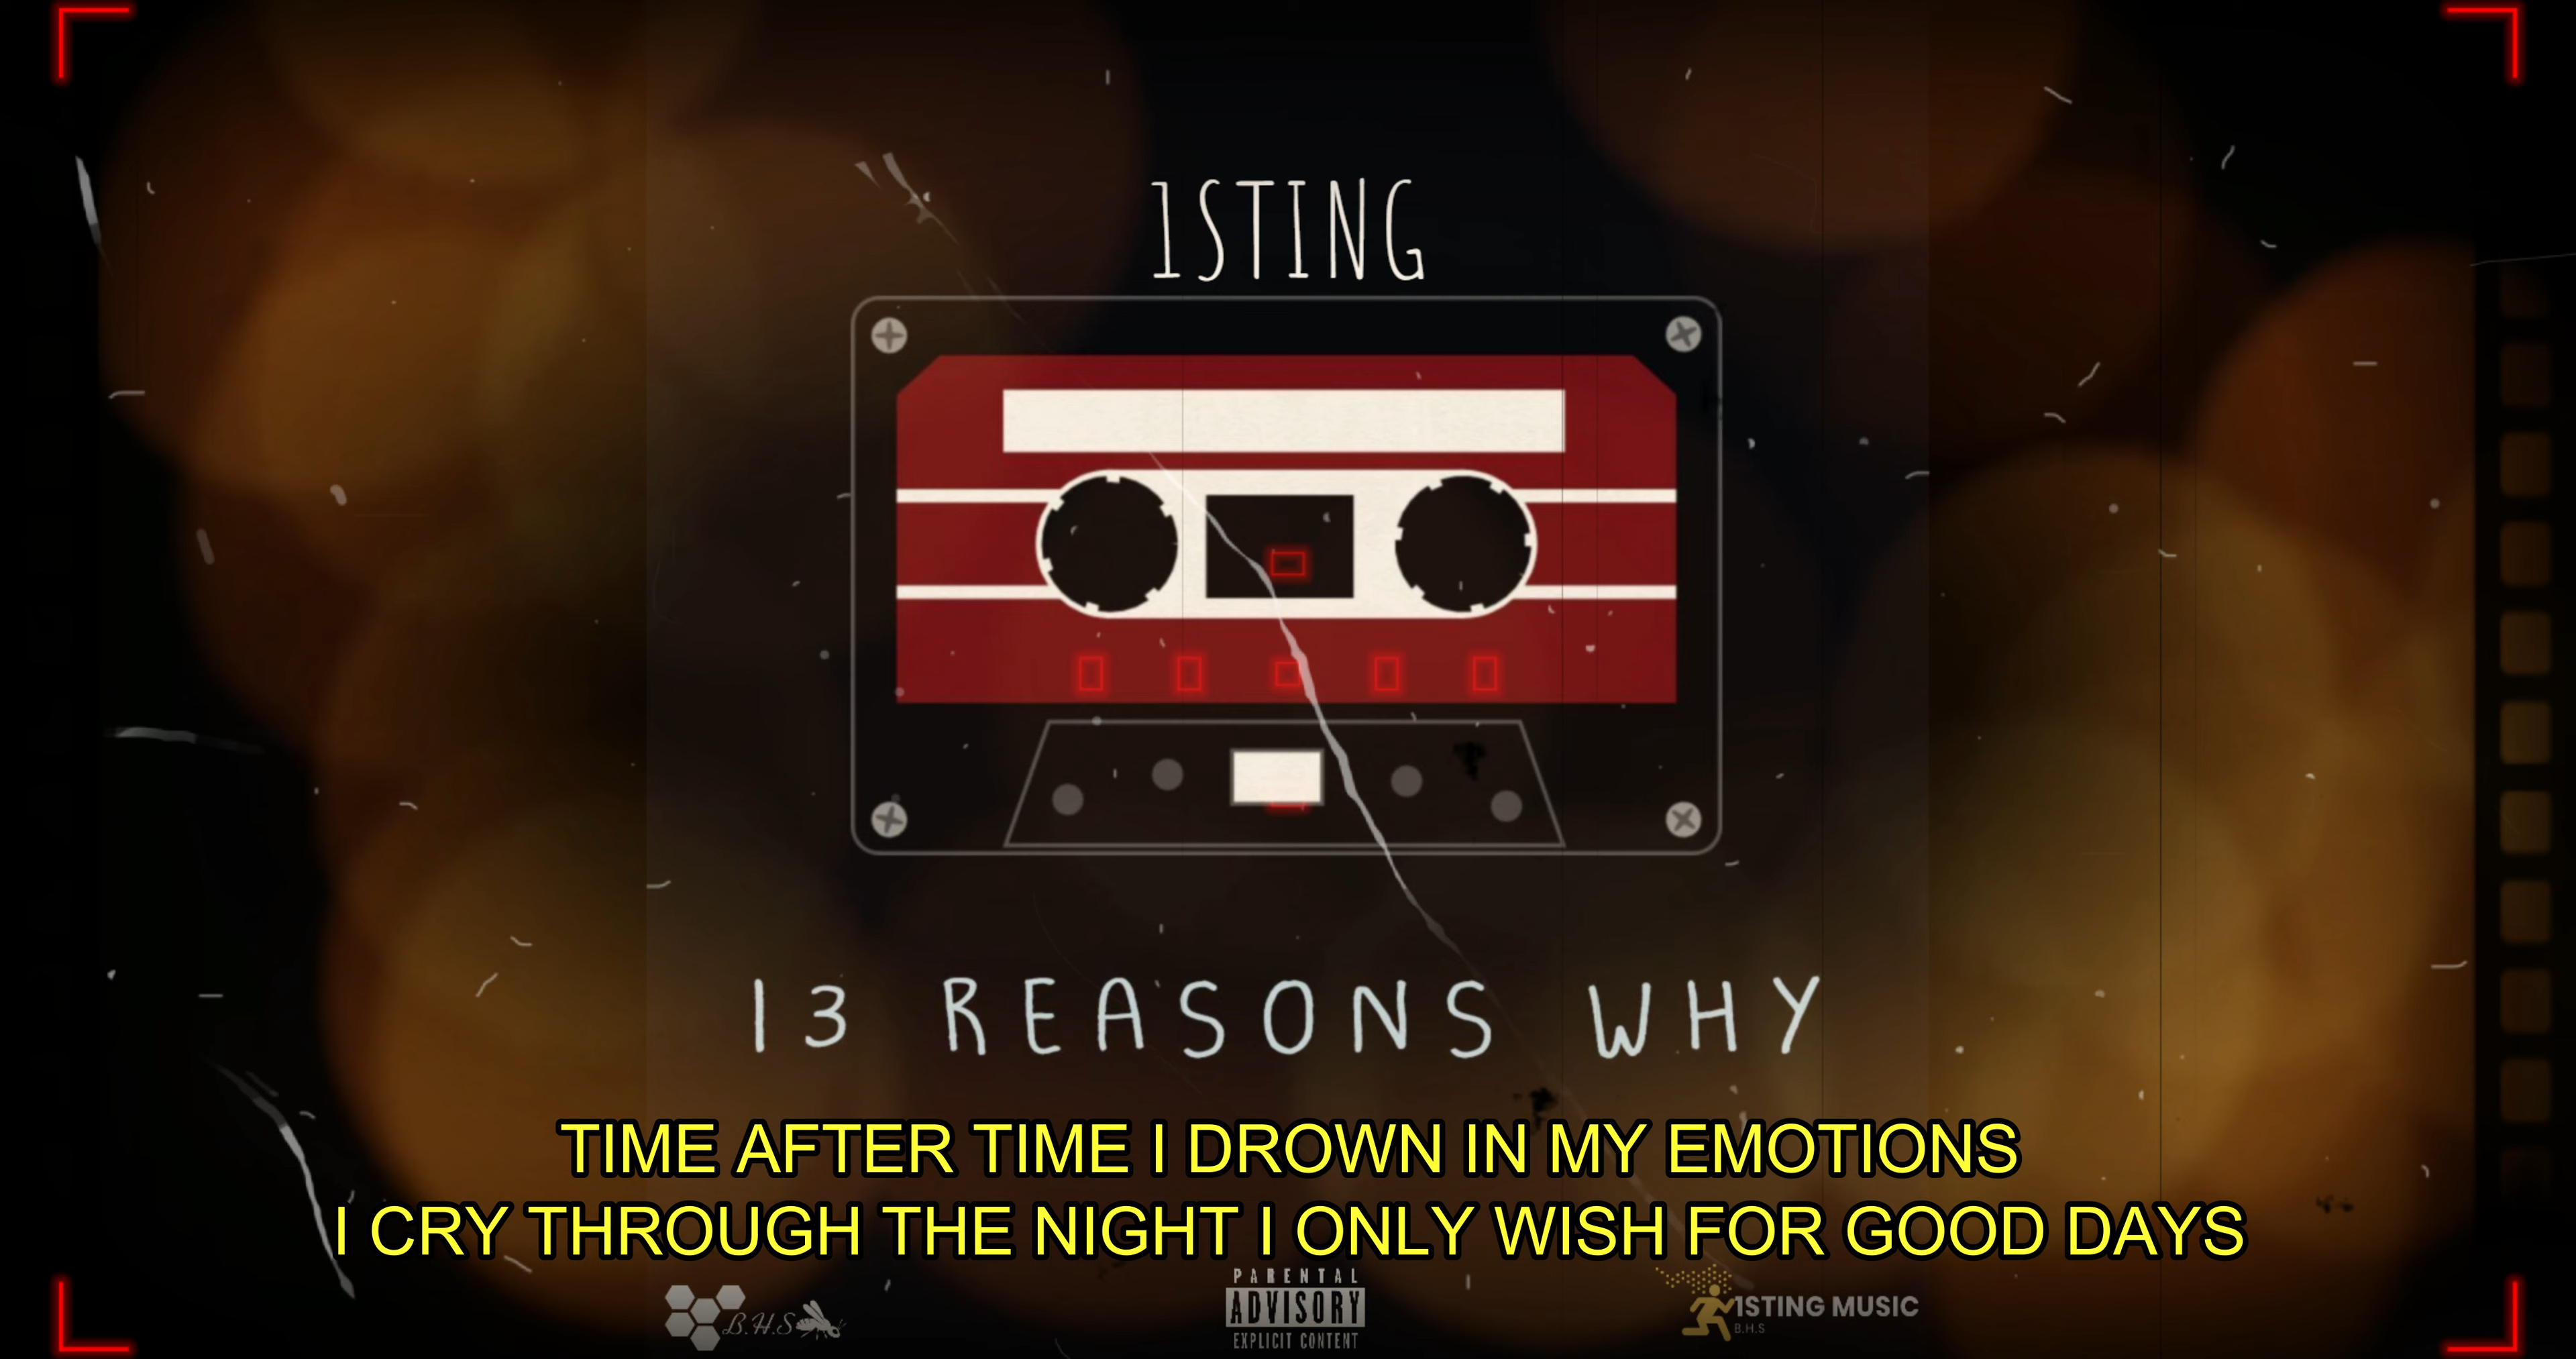 1STING
13 REASONS WHY
TIME AFTER TIME I DROWN IN MY EMOTIONS
I CRY THROUGH THE NIGHT I ONLY WISH FOR GOOD DAYS
B.H.S
PARENTAL
ADVISORY
EXPLICIT CONTENT
1STING MUSIC
B.H.S